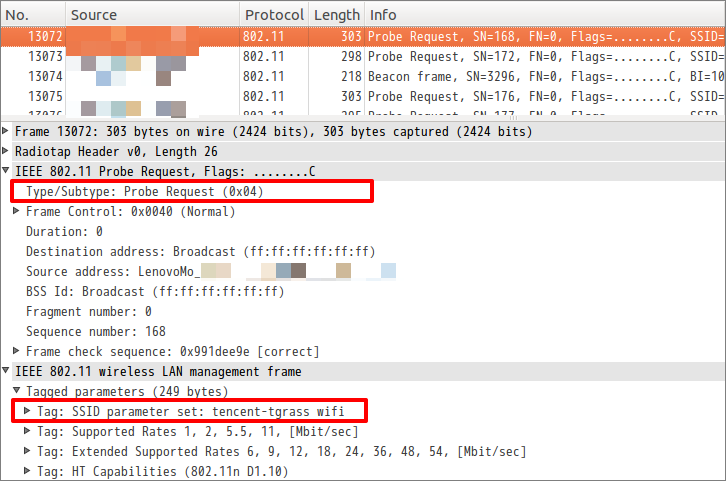 No. Source Protocol Length Info
13072 802.11 303 Probe Request, SN=168, FN=0, Flags=........C, SSID=
13073 802.11 298 Probe Request, SN=172, FN=0, Flags=........C, SSID=
13074 802.11 218 Beacon frame, SN=3296, FN=0, Flags=........C, BI=10
13075 802.11 303 Probe Request, SN=176, FN=0, Flags=........C, SSID=
Frame 13072: 303 bytes on wire (2424 bits), 303 bytes captured (2424 bits)
Radiotap Header v0, Length 26
IEEE 802.11 Probe Request, Flags: ........C
Type/Subtype: Probe Request (0x04)
Frame Control: 0x0040 (Normal)
Duration: 0
Destination address: Broadcast (ff:ff:ff:ff:ff:ff)
Source address: LenovoMo_
BSS Id: Broadcast (ff:ff:ff:ff:ff:ff)
Fragment number: 0
Sequence number: 168
Frame check sequence: 0x991dee9e [correct]
IEEE 802.11 wireless LAN management frame
Tagged parameters (249 bytes)
Tag: SSID parameter set: tencent-tgrass wifi
Tag: Supported Rates 1, 2, 5.5, 11, [Mbit/sec]
Tag: Extended Supported Rates 6, 9, 12, 18, 24, 36, 48, 54, [Mbit/sec]
Tag: HT Capabilities (802.11n D1.10)